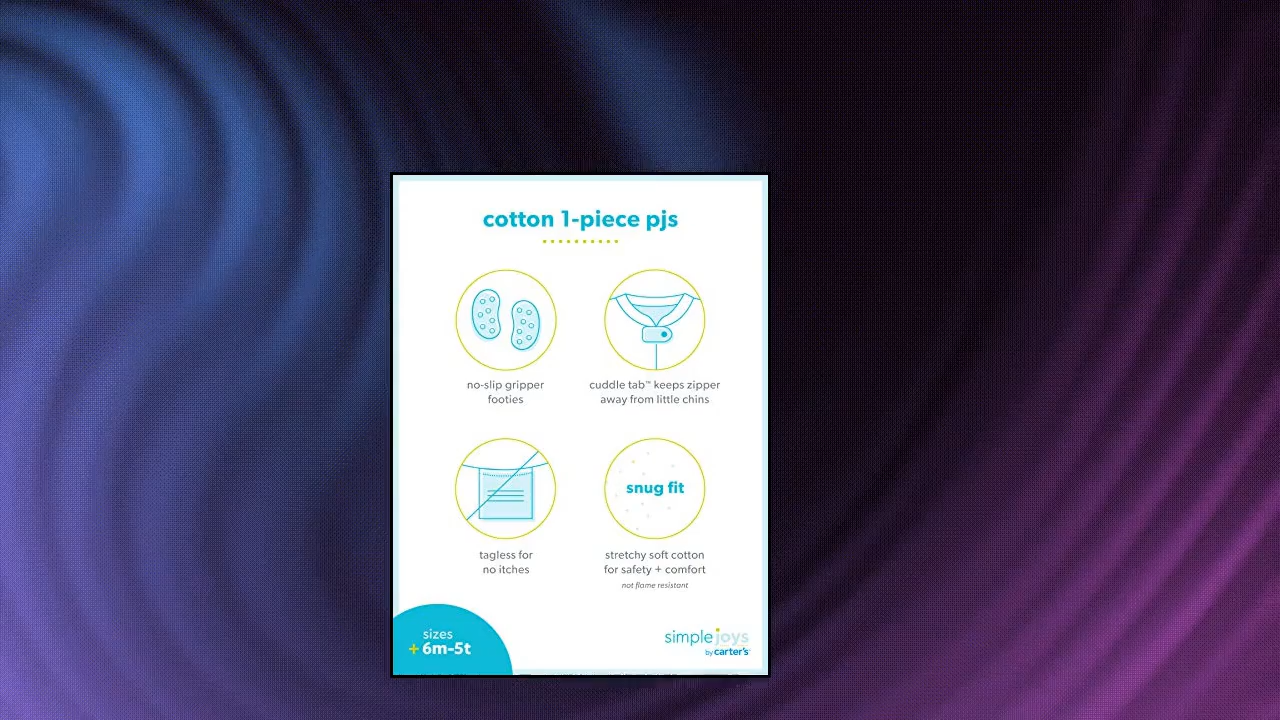 cotton 1-piece pjs
no-slip gripper
footies
cuddle tab™ keeps zipper
away from little chins
tagless for
no itches
snug fit
stretchy soft cotton
for safety + comfort
not flame resistant
sizes
+ 6m-5t
simple joys
by carter's